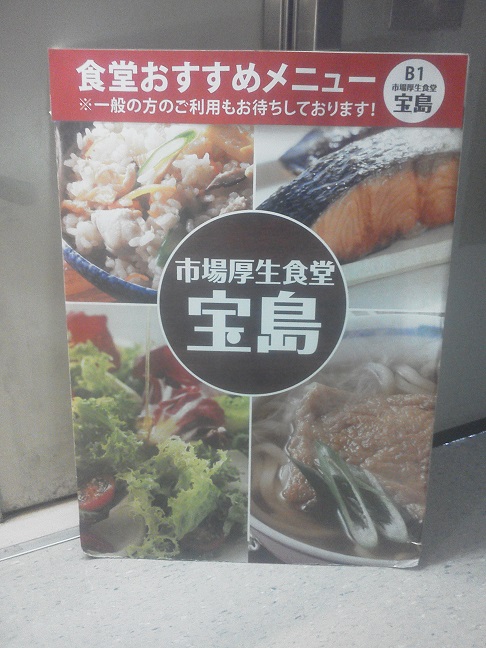 食堂おすすめメニュー
※一般の方のご利用もお待ちしております!
B1
市場厚生食堂
宝島
市場厚生食堂
宝島